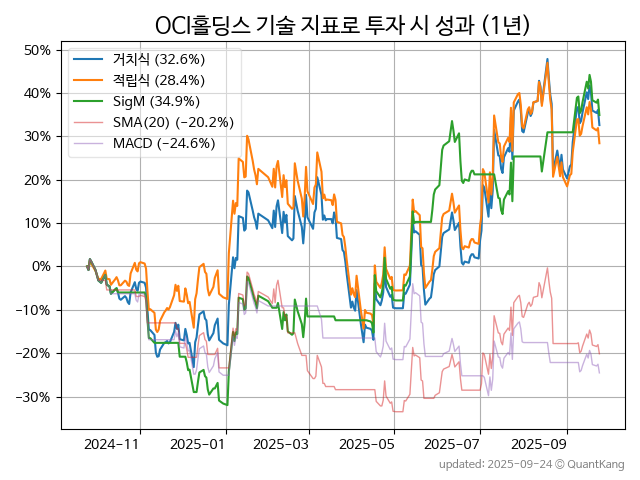 OCI홀딩스 기술 지표로 투자 시 성과 (1년)
50%
40%
30%
20%
10%
0%
−10%
−20%
−30%
거치식 (32.6%)
적립식 (28.4%)
SigM (34.9%)
SMA(20) (−20.2%)
MACD (−24.6%)
2024-11 2025-01 2025-03 2025-05 2025-07 2025-09
updated: 2025-09-24 © QuantKang